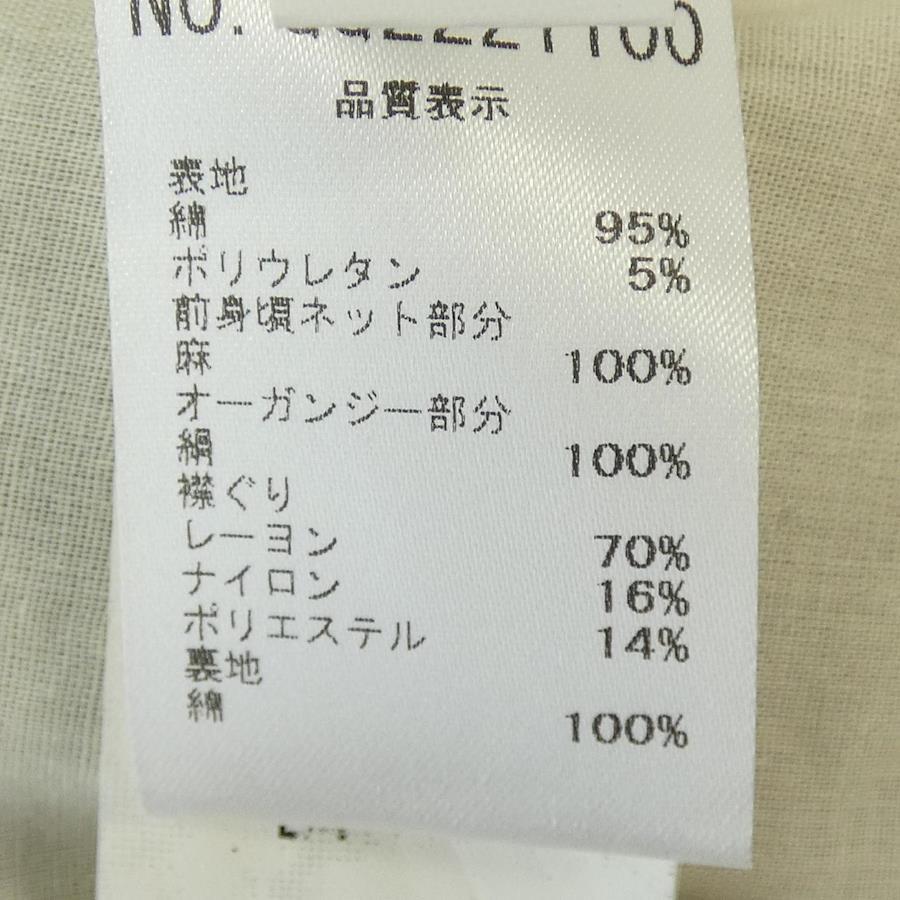 品質表示
表地
綿 95%
ポリウレタン 5%
前身頃ネット部分
麻 100%
オーガンジー部分
絹 100%
襟ぐり
レーヨン 70%
ナイロン 16%
ポリエステル 14%
裏地
綿 100%